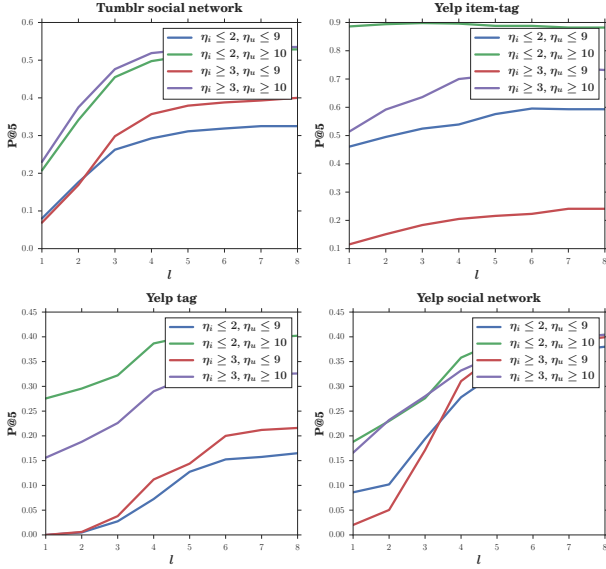 Tumblr social network
P@5
0.6
0.5
0.4
0.3
0.2
0.1
0.0
η_i ≤ 2, η_u ≤ 9
η_i ≤ 2, η_u ≥ 10
η_i ≥ 3, η_u ≤ 9
η_i ≥ 3, η_u ≥ 10
1 2 3 4 5 6 7 8
l
Yelp item-tag
P@5
0.9
0.8
0.7
0.6
0.5
0.4
0.3
0.2
0.1
η_i ≤ 2, η_u ≤ 9
η_i ≤ 2, η_u ≥ 10
η_i ≥ 3, η_u ≤ 9
η_i ≥ 3, η_u ≥ 10
1 2 3 4 5 6 7 8
l
Yelp tag
P@5
0.45
0.40
0.35
0.30
0.25
0.20
0.15
0.10
0.05
0.00
η_i ≤ 2, η_u ≤ 9
η_i ≤ 2, η_u ≥ 10
η_i ≥ 3, η_u ≤ 9
η_i ≥ 3, η_u ≥ 10
1 2 3 4 5 6 7 8
l
Yelp social network
P@5
0.45
0.40
0.35
0.30
0.25
0.20
0.15
0.10
0.05
0.00
η_i ≤ 2, η_u ≤ 9
η_i ≤ 2, η_u ≥ 10
η_i ≥ 3, η_u ≤ 9
η_i ≥ 3, η_u ≥ 10
1 2 3 4 5 6 7 8
l